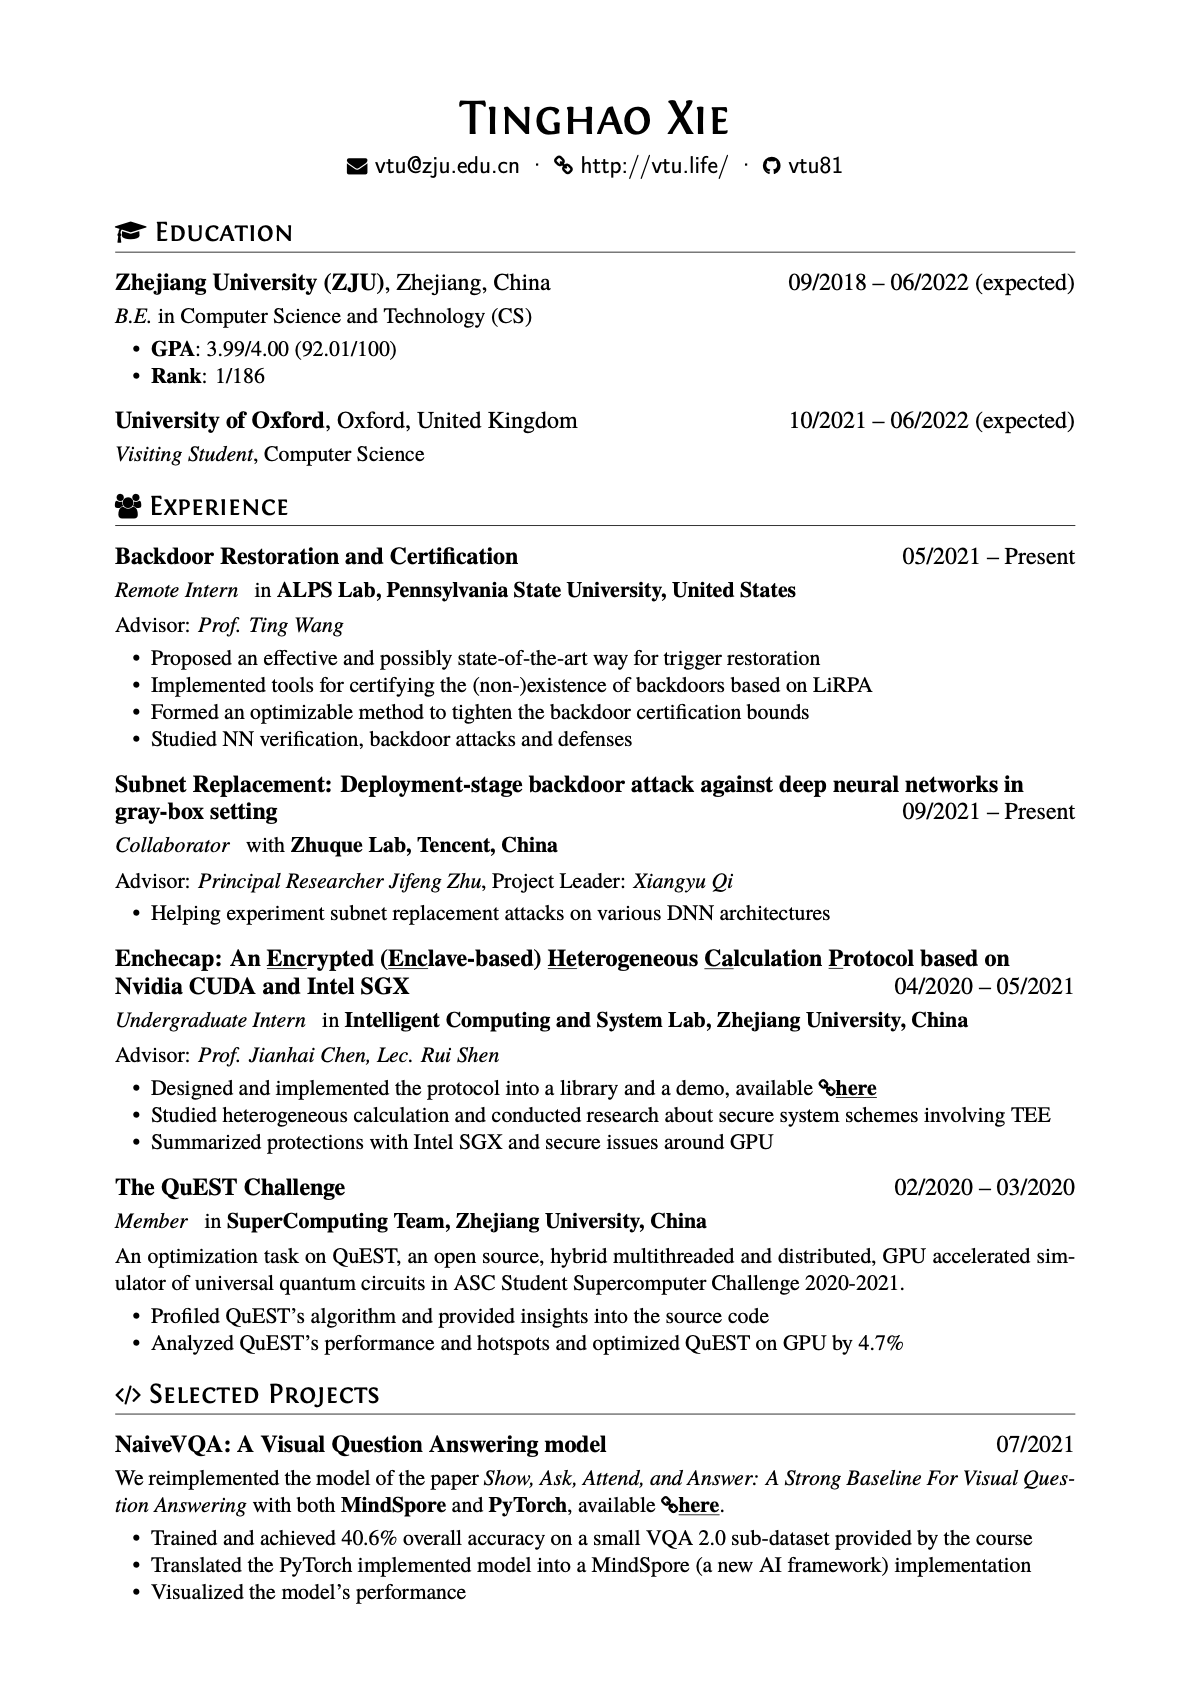 Tinghao Xie
vtu@zju.edu.cn · http://vtu.life/ · vtu81
Education
Zhejiang University (ZJU), Zhejiang, China 09/2018 – 06/2022 (expected)
B.E. in Computer Science and Technology (CS)
• GPA: 3.99/4.00 (92.01/100)
• Rank: 1/186
University of Oxford, Oxford, United Kingdom 10/2021 – 06/2022 (expected)
Visiting Student, Computer Science
Experience
Backdoor Restoration and Certification 05/2021 – Present
Remote Intern in ALPS Lab, Pennsylvania State University, United States
Advisor: Prof. Ting Wang
• Proposed an effective and possibly state-of-the-art way for trigger restoration
• Implemented tools for certifying the (non-)existence of backdoors based on LiRPA
• Formed an optimizable method to tighten the backdoor certification bounds
• Studied NN verification, backdoor attacks and defenses
Subnet Replacement: Deployment-stage backdoor attack against deep neural networks in
gray-box setting 09/2021 – Present
Collaborator with Zhuque Lab, Tencent, China
Advisor: Principal Researcher Jifeng Zhu, Project Leader: Xiangyu Qi
• Helping experiment subnet replacement attacks on various DNN architectures
Enchecap: An Encrypted (Enclave-based) Heterogeneous Calculation Protocol based on
Nvidia CUDA and Intel SGX 04/2020 – 05/2021
Undergraduate Intern in Intelligent Computing and System Lab, Zhejiang University, China
Advisor: Prof. Jianhai Chen, Lec. Rui Shen
• Designed and implemented the protocol into a library and a demo, available here
• Studied heterogeneous calculation and conducted research about secure system schemes involving TEE
• Summarized protections with Intel SGX and secure issues around GPU
The QuEST Challenge 02/2020 – 03/2020
Member in SuperComputing Team, Zhejiang University, China
An optimization task on QuEST, an open source, hybrid multithreaded and distributed, GPU accelerated sim-
ulator of universal quantum circuits in ASC Student Supercomputer Challenge 2020-2021.
• Profiled QuEST's algorithm and provided insights into the source code
• Analyzed QuEST's performance and hotspots and optimized QuEST on GPU by 4.7%
</> Selected Projects
NaiveVQA: A Visual Question Answering model 07/2021
We reimplemented the model of the paper Show, Ask, Attend, and Answer: A Strong Baseline For Visual Ques-
tion Answering with both MindSpore and PyTorch, available here.
• Trained and achieved 40.6% overall accuracy on a small VQA 2.0 sub-dataset provided by the course
• Translated the PyTorch implemented model into a MindSpore (a new AI framework) implementation
• Visualized the model's performance